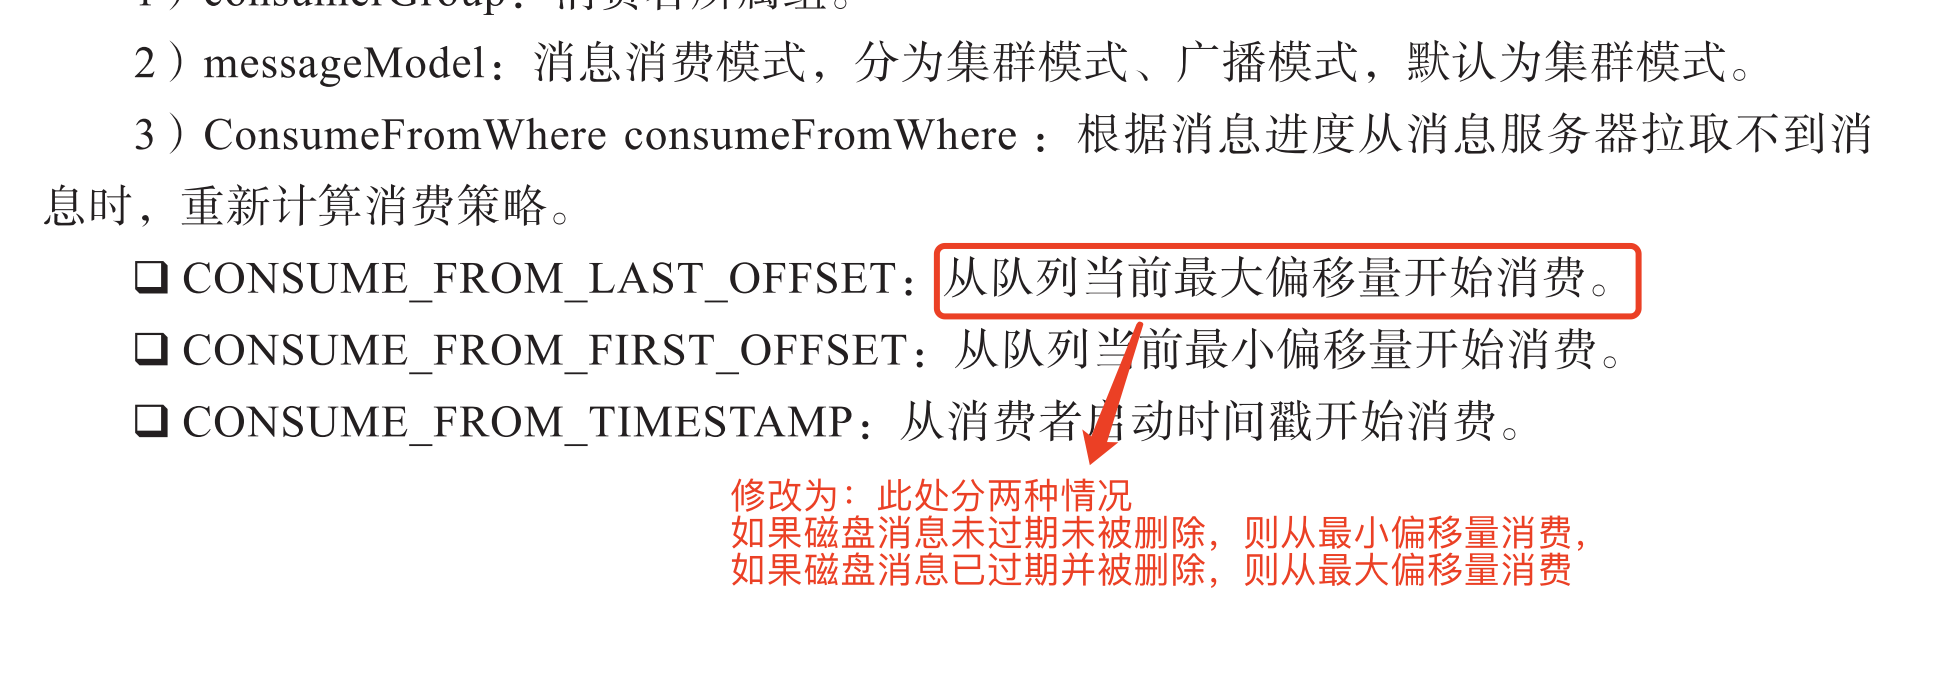 1）consumerGroup：消费者所属组。
2）messageModel：消息消费模式，分为集群模式、广播模式，默认为集群模式。
3）ConsumeFromWhere consumeFromWhere ：根据消息进度从消息服务器拉取不到消
息时，重新计算消费策略。
❑ CONSUME_FROM_LAST_OFFSET：从队列当前最大偏移量开始消费。
❑ CONSUME_FROM_FIRST_OFFSET：从队列当前最小偏移量开始消费。
❑ CONSUME_FROM_TIMESTAMP：从消费者启动时间戳开始消费。
修改为：此处分两种情况
如果磁盘消息未过期未被删除，则从最小偏移量消费，
如果磁盘消息已过期并被删除，则从最大偏移量消费